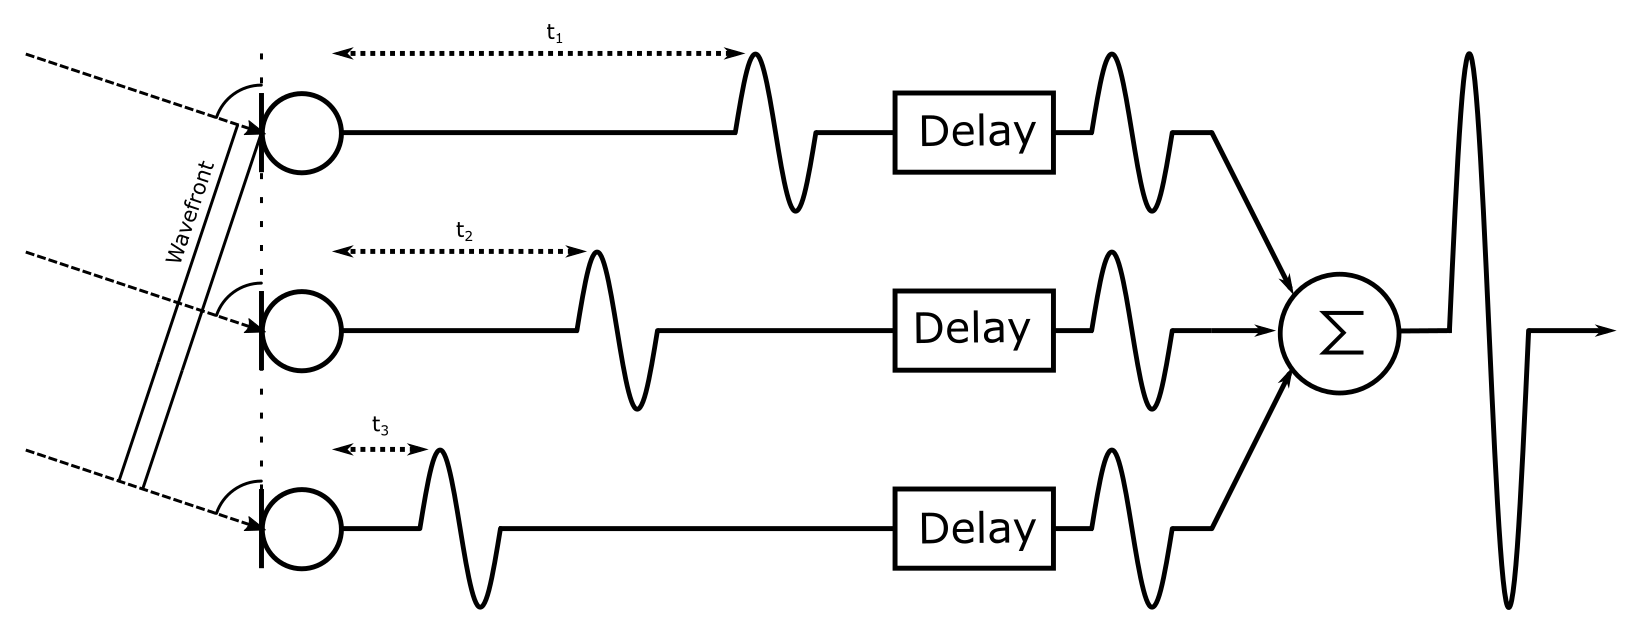 t₁
Delay
Wavefront
t₂
Delay
Σ
t₃
Delay